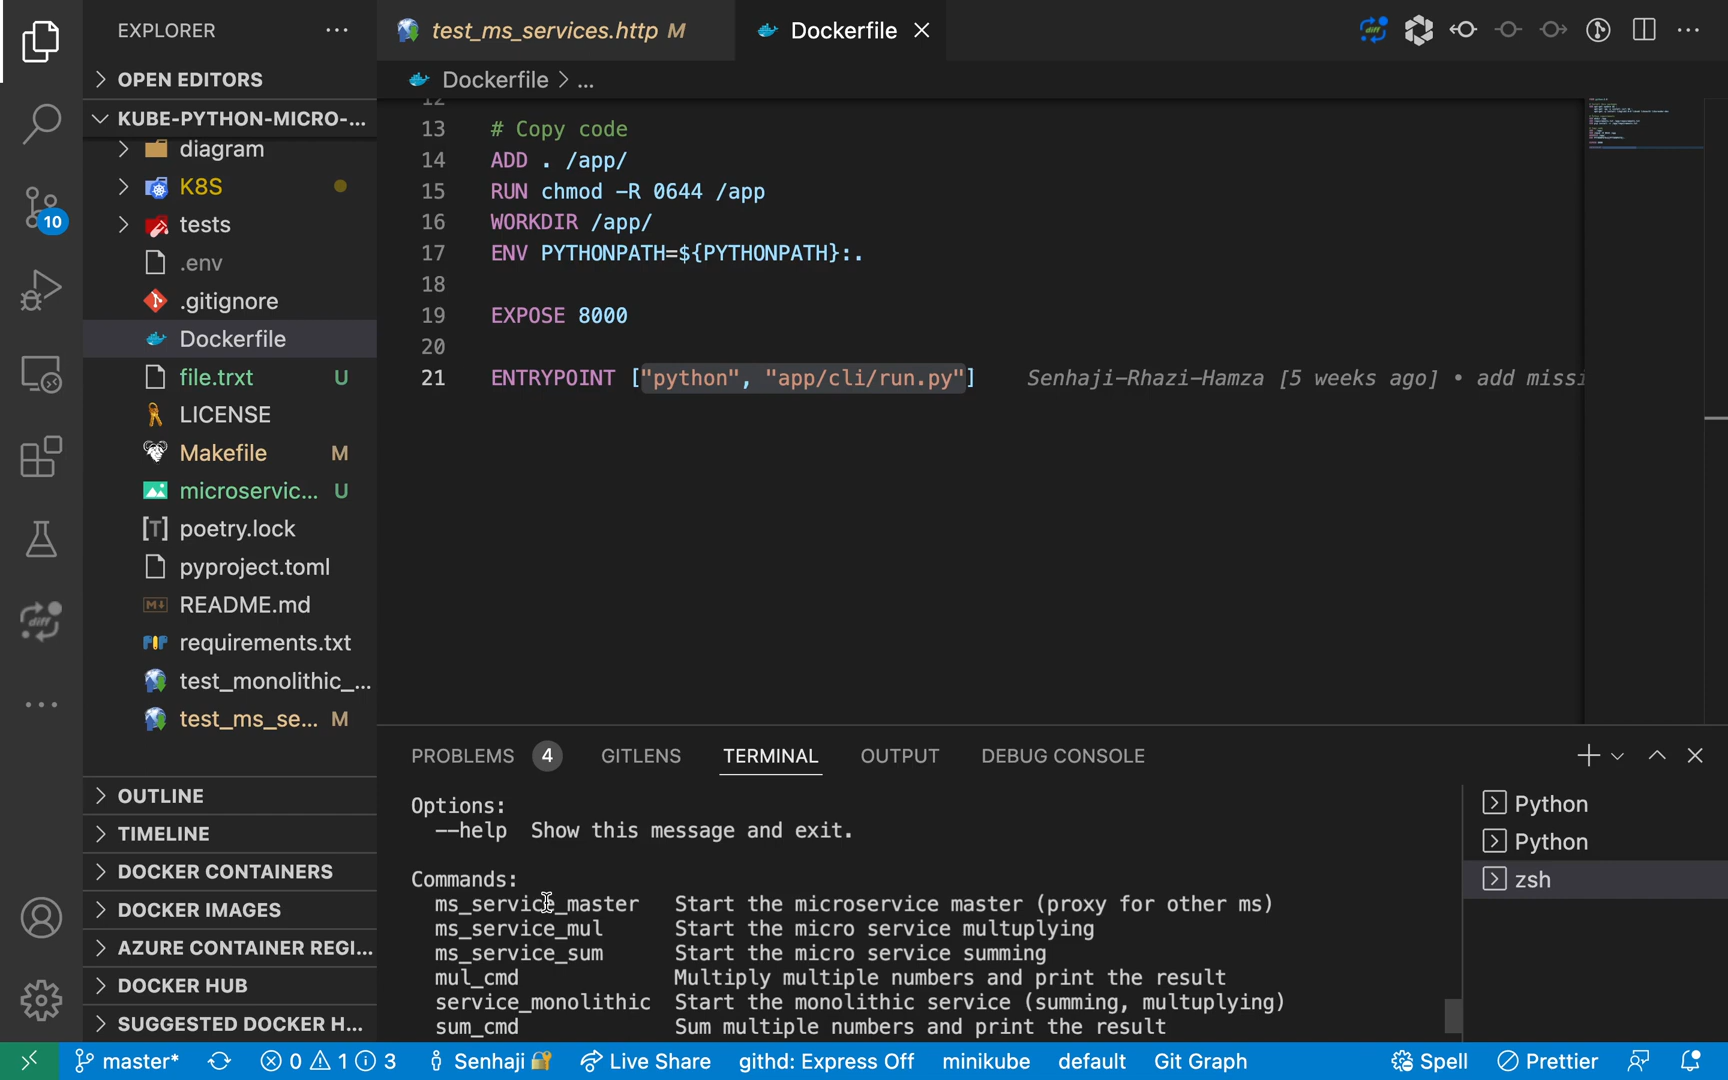 EXPLORER
OPEN EDITORS
KUBE-PYTHON-MICRO-...
diagram
K8S
tests
.env
.gitignore
Dockerfile
file.trxt U
LICENSE
Makefile M
microservic... U
poetry.lock
pyproject.toml
README.md
requirements.txt
test_monolithic_...
test_ms_se... M
OUTLINE
TIMELINE
DOCKER CONTAINERS
DOCKER IMAGES
AZURE CONTAINER REGI...
DOCKER HUB
SUGGESTED DOCKER H...
10
diff
test_ms_services.http M
Dockerfile
diff
Dockerfile > ...
12
13 # Copy code
14 ADD . /app/
15 RUN chmod -R 0644 /app
16 WORKDIR /app/
17 ENV PYTHONPATH=${PYTHONPATH}:.
18
19 EXPOSE 8000
20
21 ENTRYPOINT ["python", "app/cli/run.py"] Senhaji-Rhazi-Hamza [5 weeks ago] • add missi
PROBLEMS 4 GITLENS TERMINAL OUTPUT DEBUG CONSOLE
Options:
--help Show this message and exit.
Commands:
ms_service_master Start the microservice master (proxy for other ms)
ms_service_mul Start the micro service multuplying
ms_service_sum Start the micro service summing
mul_cmd Multiply multiple numbers and print the result
service_monolithic Start the monolithic service (summing, multuplying)
sum_cmd Sum multiple numbers and print the result
Python
Python
zsh
master* 0 1 3 Senhaji Live Share githd: Express Off minikube default Git Graph Spell Prettier